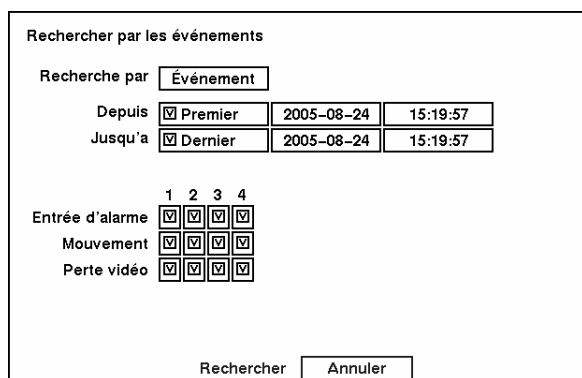 Rechercher par les événements
Recherche par Événement
Depuis Premier 2005-08-24 15:19:57
Jusqu'a Dernier 2005-08-24 15:19:57
1 2 3 4
Entrée d'alarme
Mouvement
Perte vidéo
Rechercher Annuler